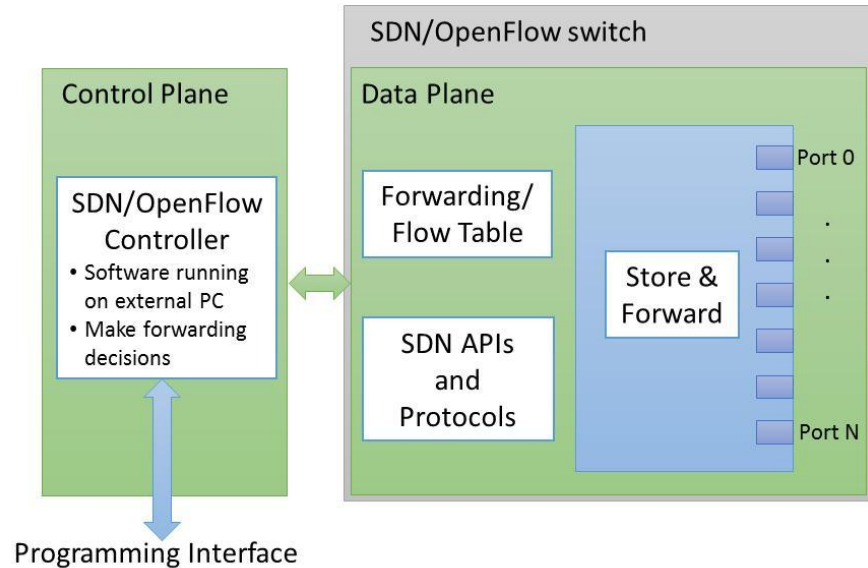 SDN/OpenFlow switch
Control Plane
Data Plane
SDN/OpenFlow
Controller
• Software running
on external PC
• Make forwarding
decisions
Forwarding/
Flow Table
SDN APIs
and
Protocols
Store &
Forward
Port 0
.
.
.
Port N
Programming Interface